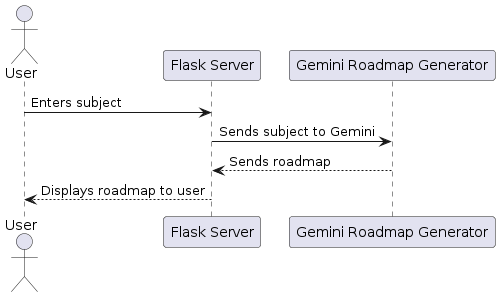 User
Flask Server
Gemini Roadmap Generator
Enters subject
Sends subject to Gemini
Sends roadmap
Displays roadmap to user
User
Flask Server
Gemini Roadmap Generator